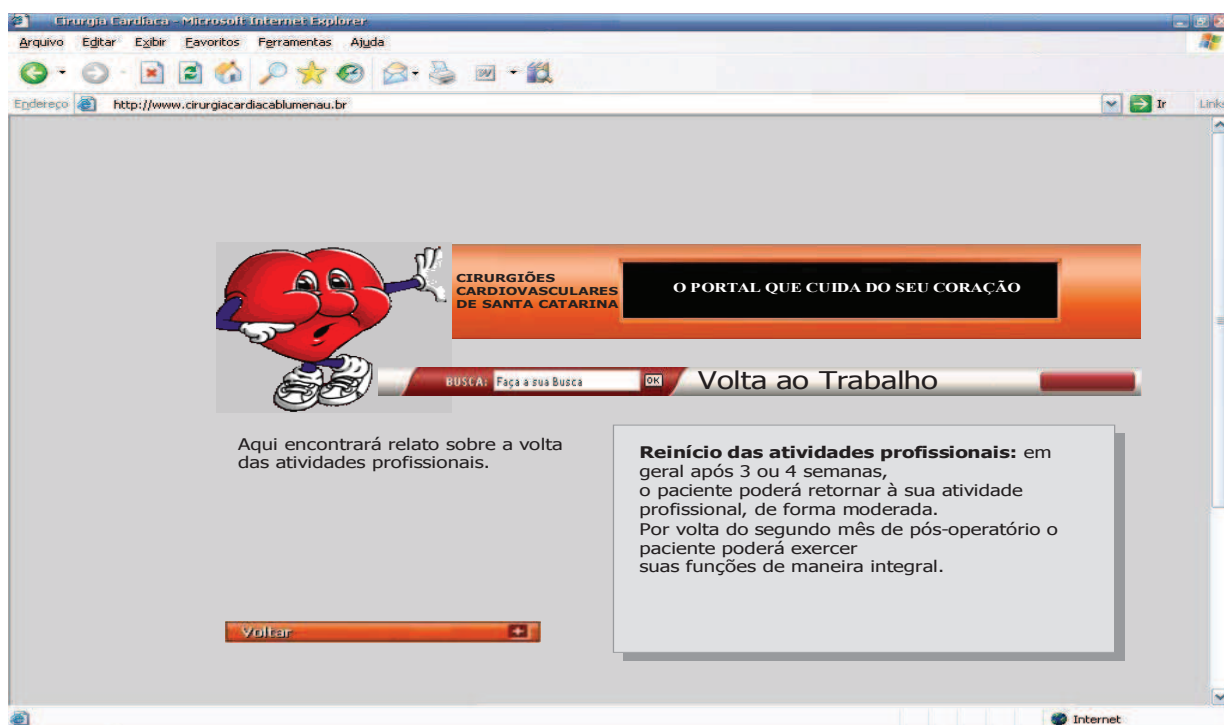 Cirurgia Cardíaca - Microsoft Internet Explorer
Arquivo Editar Exibir Favoritos Ferramentas Ajuda
Endereço http://www.cirurgiacardiacablumenau.br Ir Links
CIRURGIÕES
CARDIOVASCULARES
DE SANTA CATARINA
O PORTAL QUE CUIDA DO SEU CORAÇÃO
BUSCA: Faça a sua Busca OK Volta ao Trabalho
Aqui encontrará relato sobre a volta
das atividades profissionais.
Reinício das atividades profissionais: em
geral após 3 ou 4 semanas,
o paciente poderá retornar à sua atividade
profissional, de forma moderada.
Por volta do segundo mês de pós-operatório o
paciente poderá exercer
suas funções de maneira integral.
Voltar
Internet